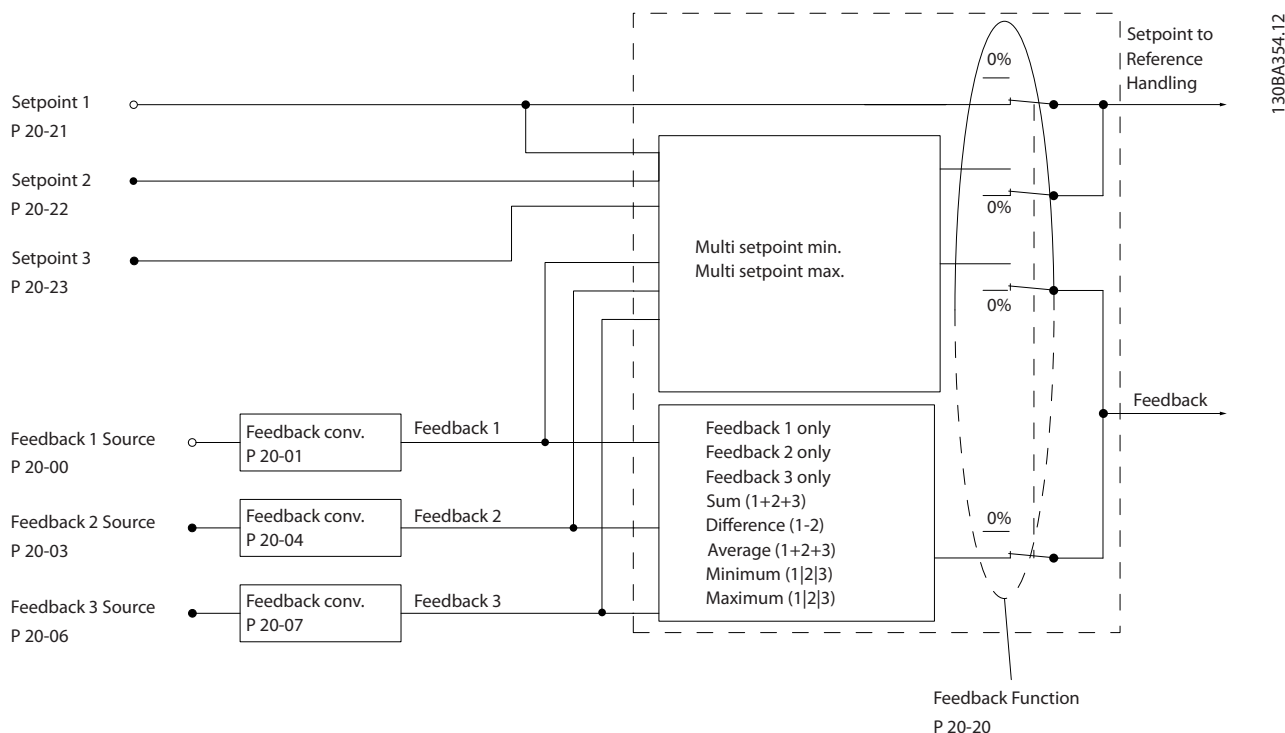 130BA354.12
Setpoint to
Reference
Handling
0%
Setpoint 1
P 20-21
Setpoint 2
P 20-22
0%
Setpoint 3
P 20-23
Multi setpoint min.
Multi setpoint max.
0%
Feedback
Feedback 1 Source
P 20-00
Feedback conv.
P 20-01
Feedback 1
Feedback 2 Source
P 20-03
Feedback conv.
P 20-04
Feedback 2
Feedback 3 Source
P 20-06
Feedback conv.
P 20-07
Feedback 3
Feedback 1 only
Feedback 2 only
Feedback 3 only
Sum (1+2+3)
Difference (1-2)
Average (1+2+3)
Minimum (1|2|3)
Maximum (1|2|3)
0%
Feedback Function
P 20-20